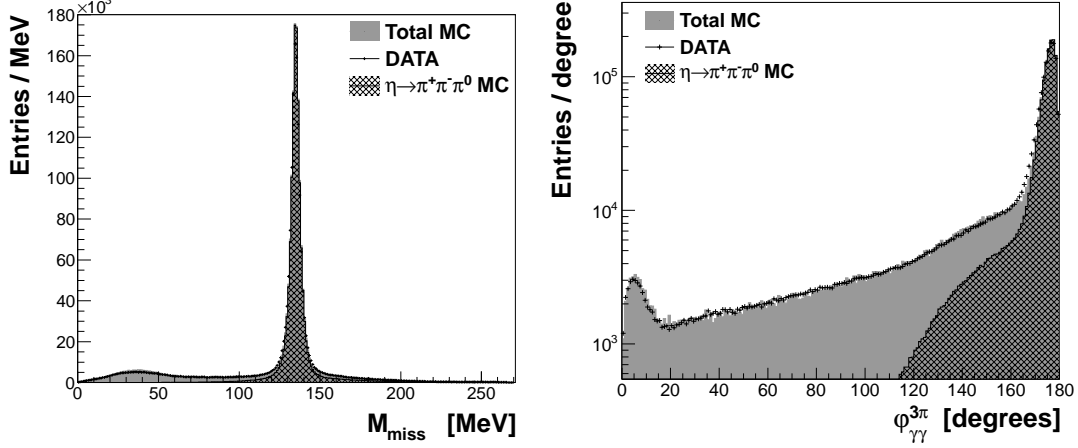 ×10³
180
160
140
120
100
80
60
40
20
0
0 50 100 150 200 250
Entries / MeV
M_miss [MeV]
Total MC
DATA
η→π⁺π⁻π⁰ MC
10⁵
10⁴
10³
0 20 40 60 80 100 120 140 160 180
Entries / degree
φ^3π_γγ [degrees]
Total MC
DATA
η→π⁺π⁻π⁰ MC